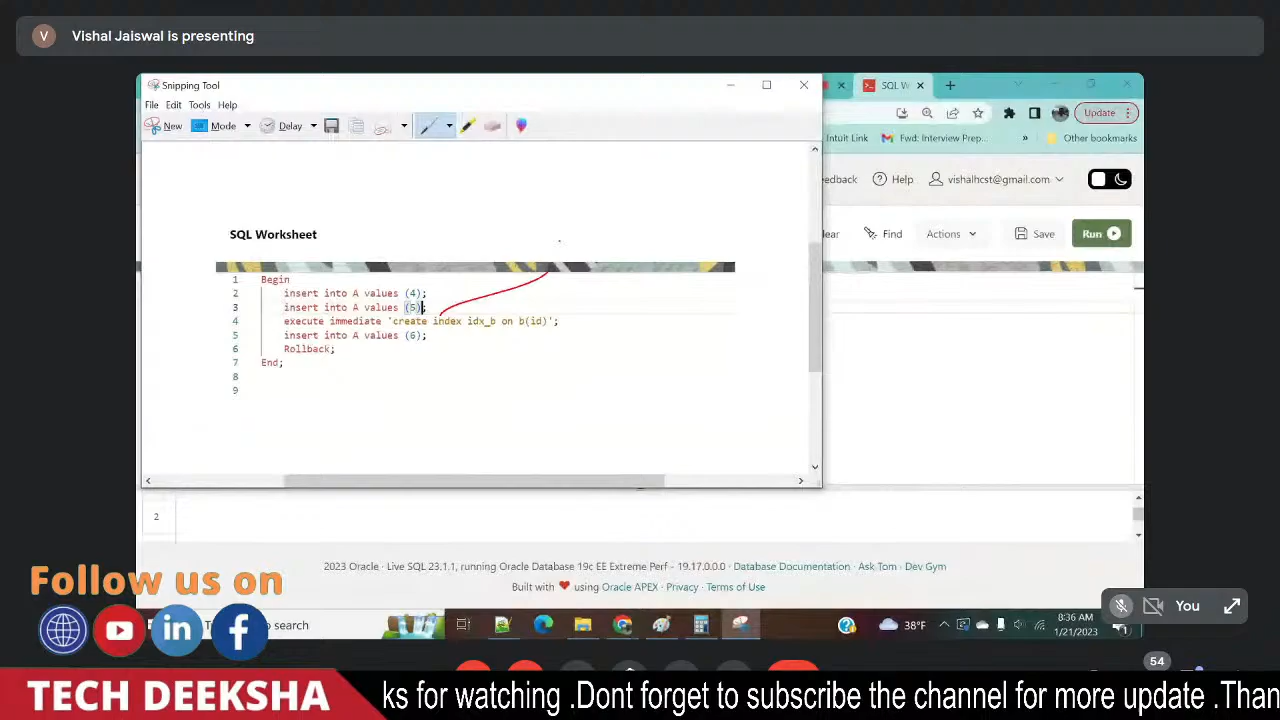 V Vishal Jaiswal is presenting
Snipping Tool
SQL W
File Edit Tools Help
Update
New Mode Delay
Intuit Link Fwd: Interview Prep... » Other bookmarks
eedback Help vishalhcst@gmail.com
SQL Worksheet
lear Find Actions Save Run
1 Begin
2 insert into A values (4);
3 insert into A values (5);
4 execute immediate 'create index idx_b on b(id)';
5 insert into A values (6);
6 Rollback;
7 End;
8
9
2
2023 Oracle · Live SQL 23.1.1, running Oracle Database 19c EE Extreme Perf - 19.17.0.0.0 · Database Documentation · Ask Tom · Dev Gym
Built with ❤ using Oracle APEX · Privacy · Terms of Use
Follow us on
You
search
38°F
8:36 AM
1/21/2023
1
54
TECH DEEKSHA
ks for watching .Dont forget to subscribe the channel for more update .Than